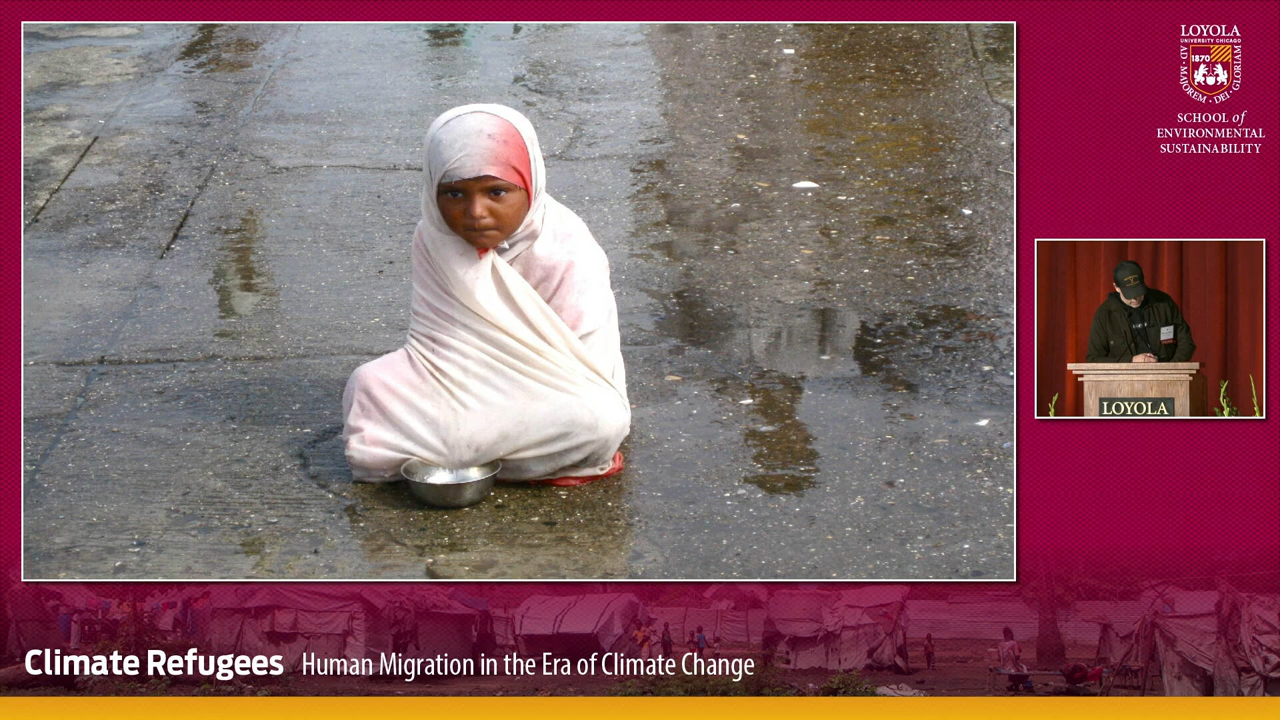 LOYOLA
UNIVERSITY CHICAGO
1870
AD • MAJOREM • DEI • GLORIAM
SCHOOL of
ENVIRONMENTAL
SUSTAINABILITY
LOYOLA
Climate Refugees Human Migration in the Era of Climate Change